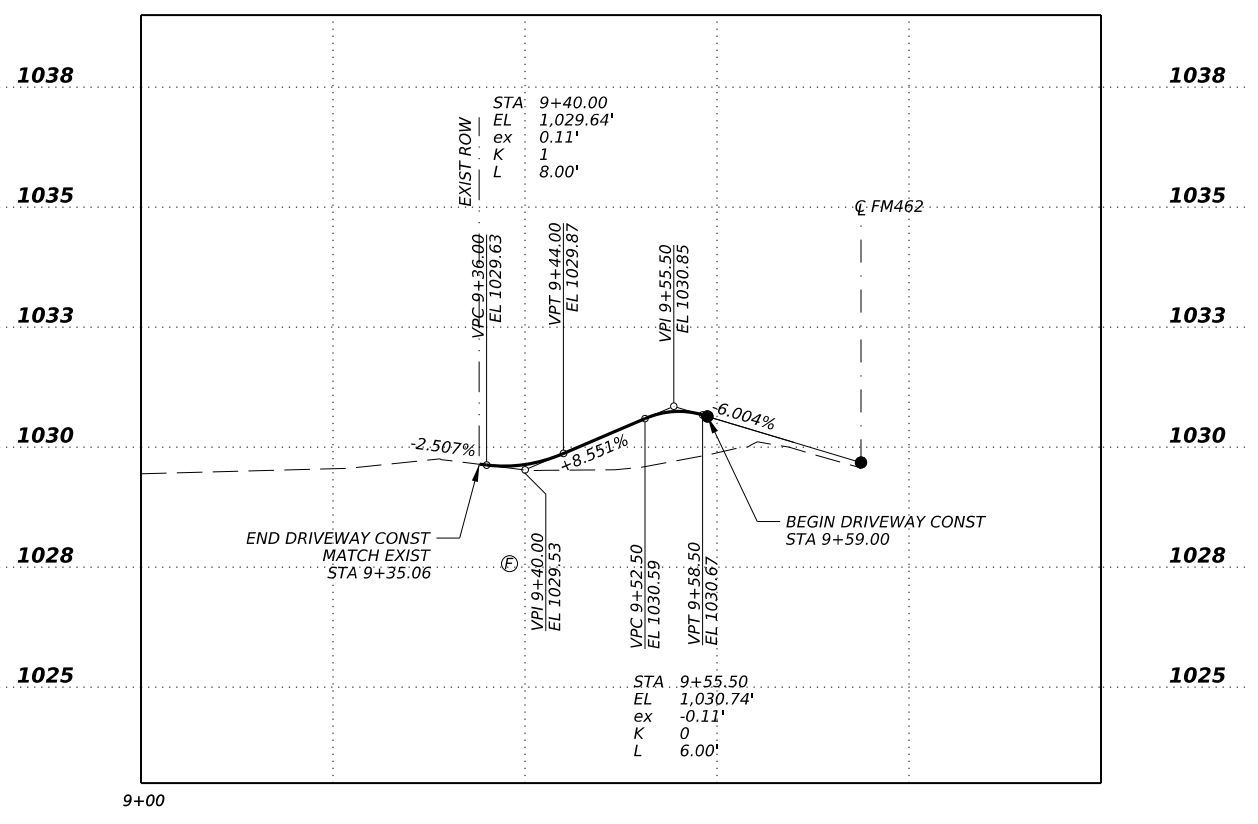 1038
1038
STA 9+40.00
EL 1,029.64'
ex 0.11'
K 1
L 8.00'
EXIST ROW
1035
1035
℄ FM462
VPC 9+36.00
EL 1029.63
VPT 9+44.00
EL 1029.87
VPI 9+55.50
EL 1030.85
1033
1033
-2.507%
+8.551%
-6.004%
1030
1030
END DRIVEWAY CONST
MATCH EXIST
STA 9+35.06
BEGIN DRIVEWAY CONST
STA 9+59.00
1028
1028
F
VPI 9+40.00
EL 1029.53
VPC 9+52.50
EL 1030.59
VPT 9+58.50
EL 1030.67
1025
1025
STA 9+55.50
EL 1,030.74'
ex -0.11'
K 0
L 6.00'
9+00